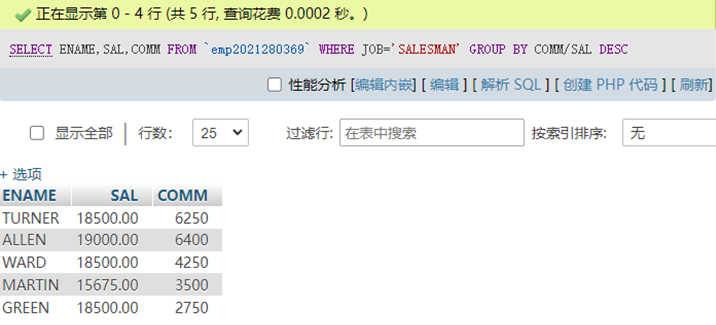 正在显示第 0 - 4 行 (共 5 行, 查询花费 0.0002 秒。)
SELECT ENAME,SAL,COMM FROM `emp2021280369` WHERE JOB='SALESMAN' GROUP BY COMM/SAL DESC
性能分析 [编辑内嵌] [ 编辑 ] [ 解析 SQL ] [ 创建 PHP 代码 ] [ 刷新]
显示全部 | 行数: 25 过滤行: 在表中搜索 按索引排序: 无
+ 选项
ENAME SAL COMM
TURNER 18500.00 6250
ALLEN 19000.00 6400
WARD 18500.00 4250
MARTIN 15675.00 3500
GREEN 18500.00 2750